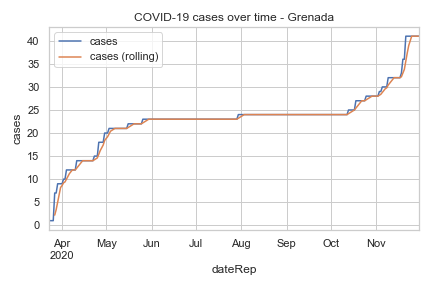 COVID-19 cases over time - Grenada
cases
cases (rolling)
40
35
30
25
20
15
10
5
0
cases
Apr May Jun Jul Aug Sep Oct Nov
2020
dateRep